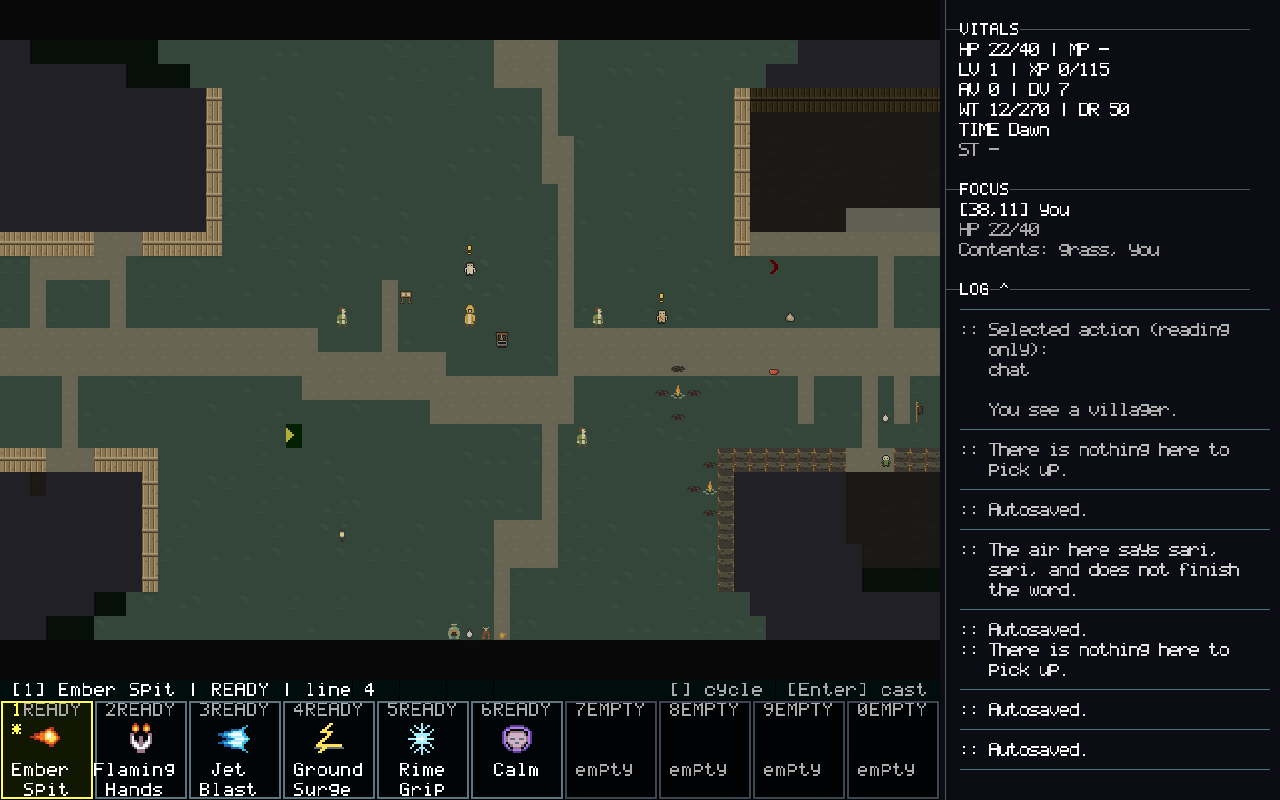 VITALS
HP 22/40 | MP -
LV 1 | XP 0/115
AV 0 | DV 7
WT 12/270 | DR 50
TIME Dawn
ST -
FOCUS
[38,11] You
HP 22/40
Contents: grass, You
LOG ^
:: Selected action (reading
only):
chat
You see a villager.
:: There is nothing here to
Pick up.
:: Autosaved.
:: The air here says sari,
sari, and does not finish
the word.
:: Autosaved.
:: There is nothing here to
Pick up.
:: Autosaved.
:: Autosaved.
[1] Ember Spit | READY | line 4
[] cycle [Enter] cast
1READY 2READY 3READY 4READY 5READY 6READY 7EMPTY 8EMPTY 9EMPTY 0EMPTY
*
Ember Flaming Jet Ground Rime Calm empty empty empty empty
Spit Hands Blast Surge Grip